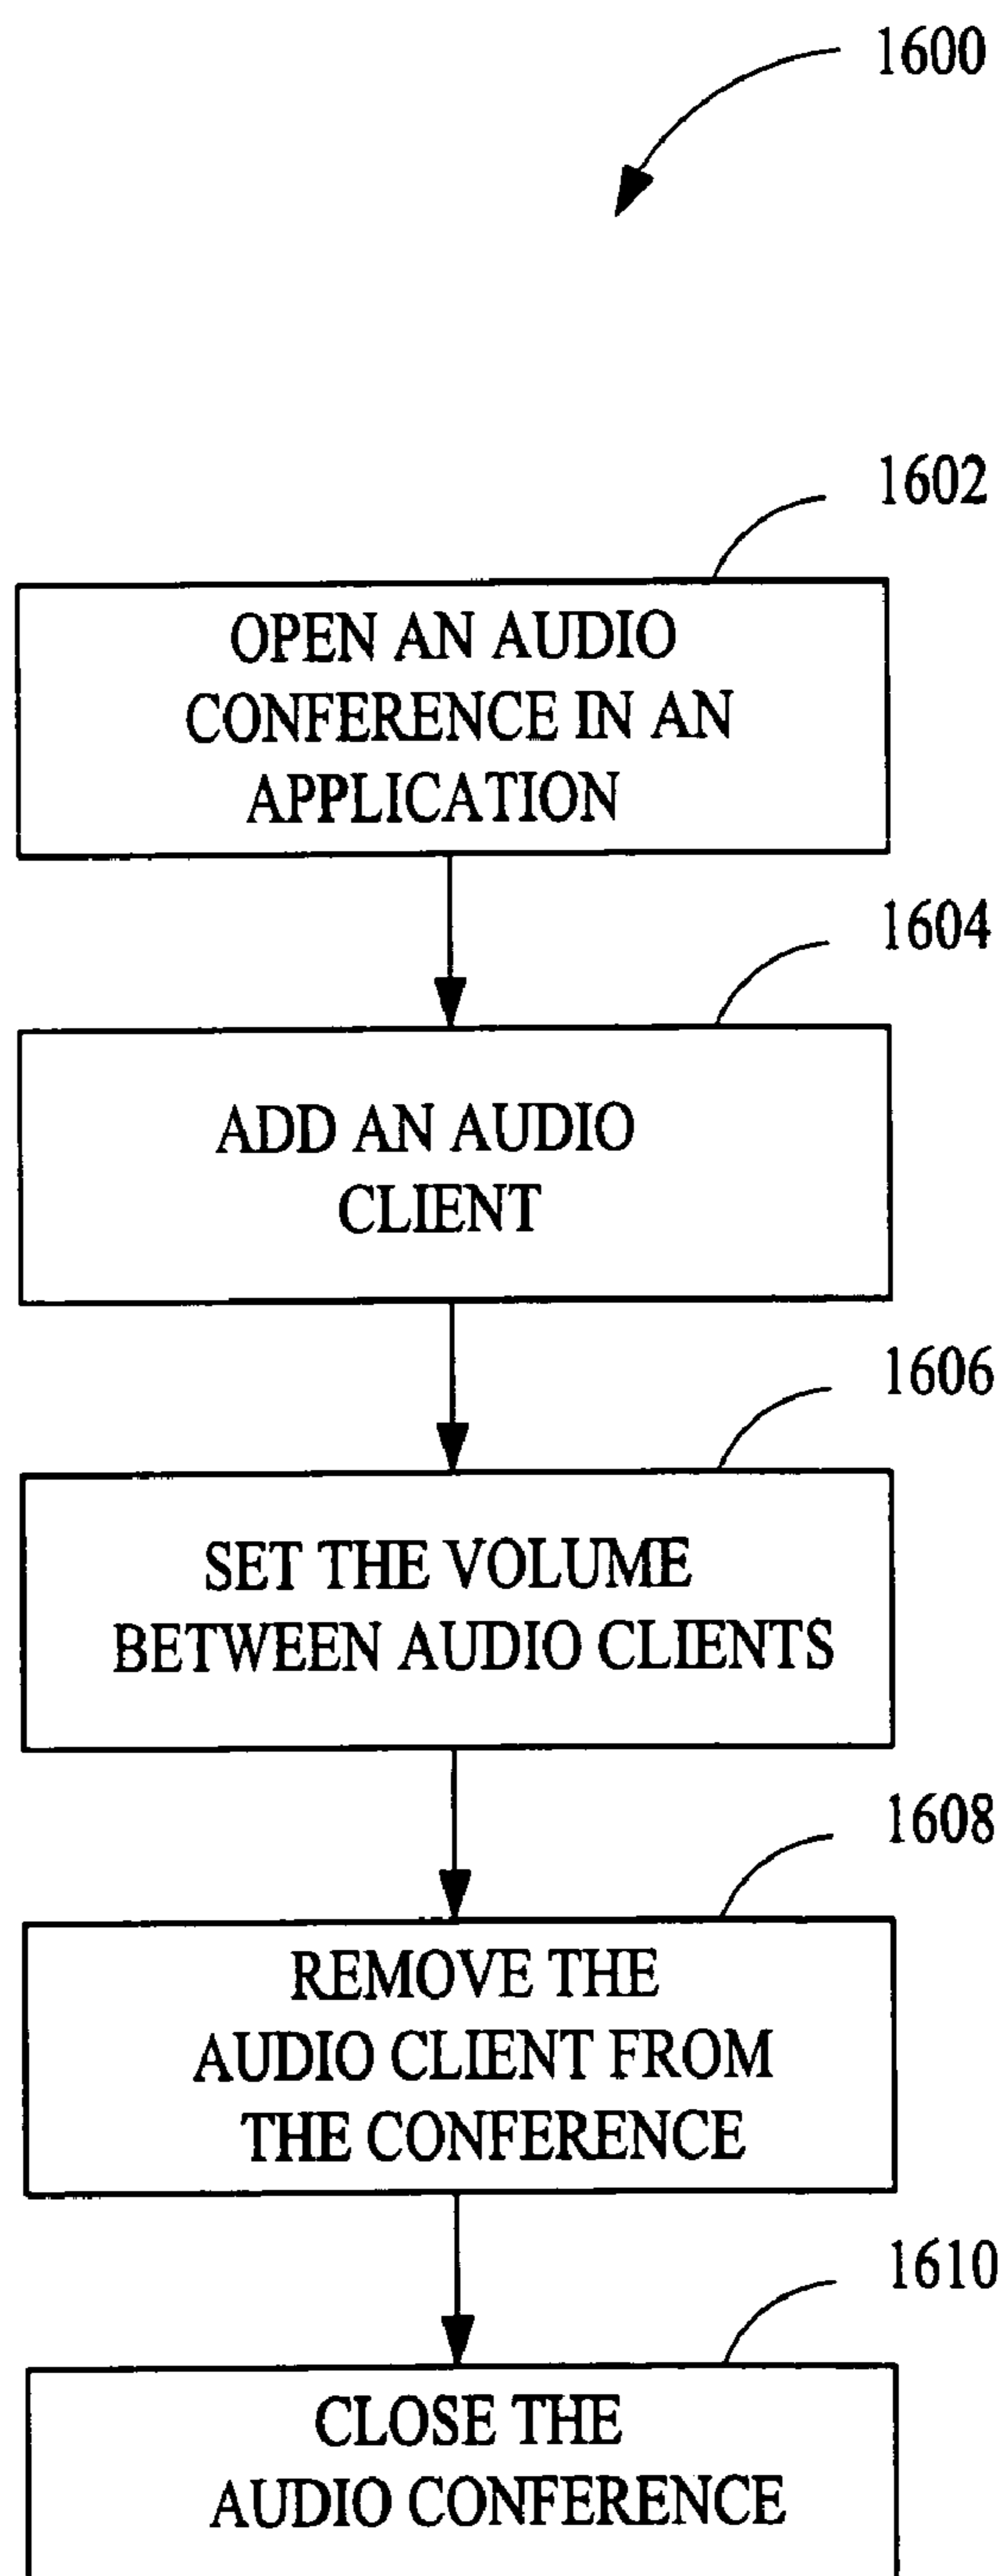 1600
1602
OPEN AN AUDIO
CONFERENCE IN AN
APPLICATION
1604
ADD AN AUDIO
CLIENT
1606
SET THE VOLUME
BETWEEN AUDIO CLIENTS
1608
REMOVE THE
AUDIO CLIENT FROM
THE CONFERENCE
1610
CLOSE THE
AUDIO CONFERENCE